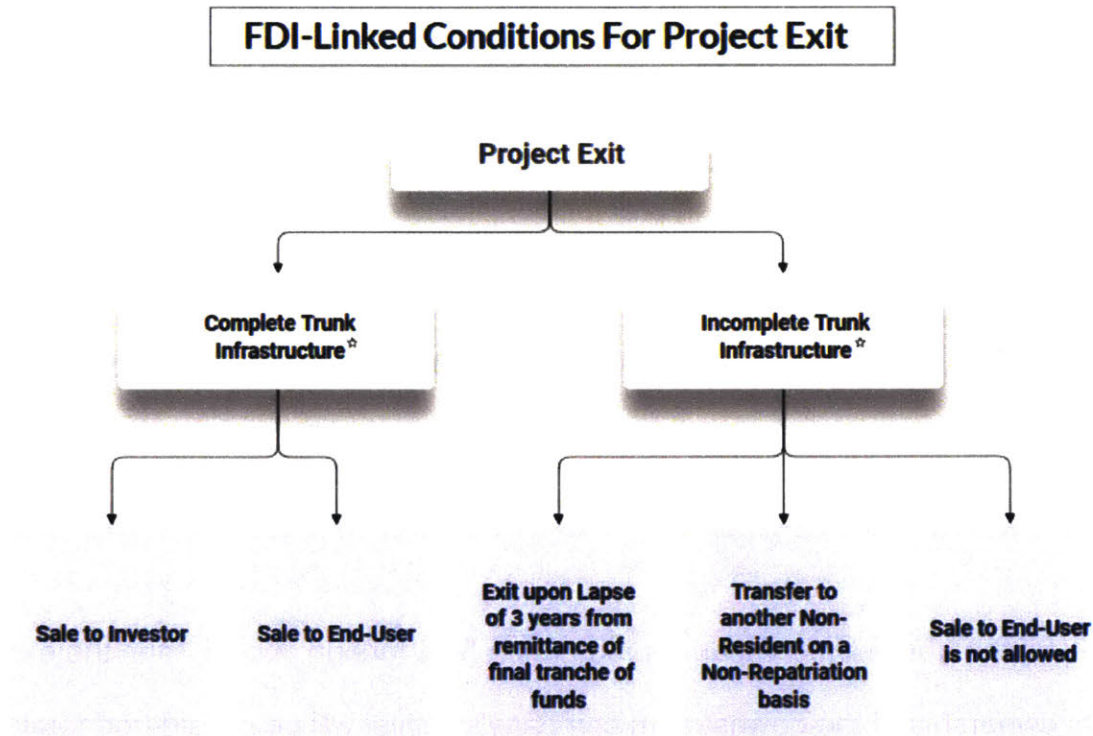 FDI-Linked Conditions For Project Exit
Project Exit
Complete Trunk
Infrastructure☆
Incomplete Trunk
Infrastructure☆
Sale to Investor
Sale to End-User
Exit upon Lapse
of 3 years from
remittance of
final tranche of
funds
Transfer to
another Non-
Resident on a
Non-Repatriation
basis
Sale to End-User
is not allowed